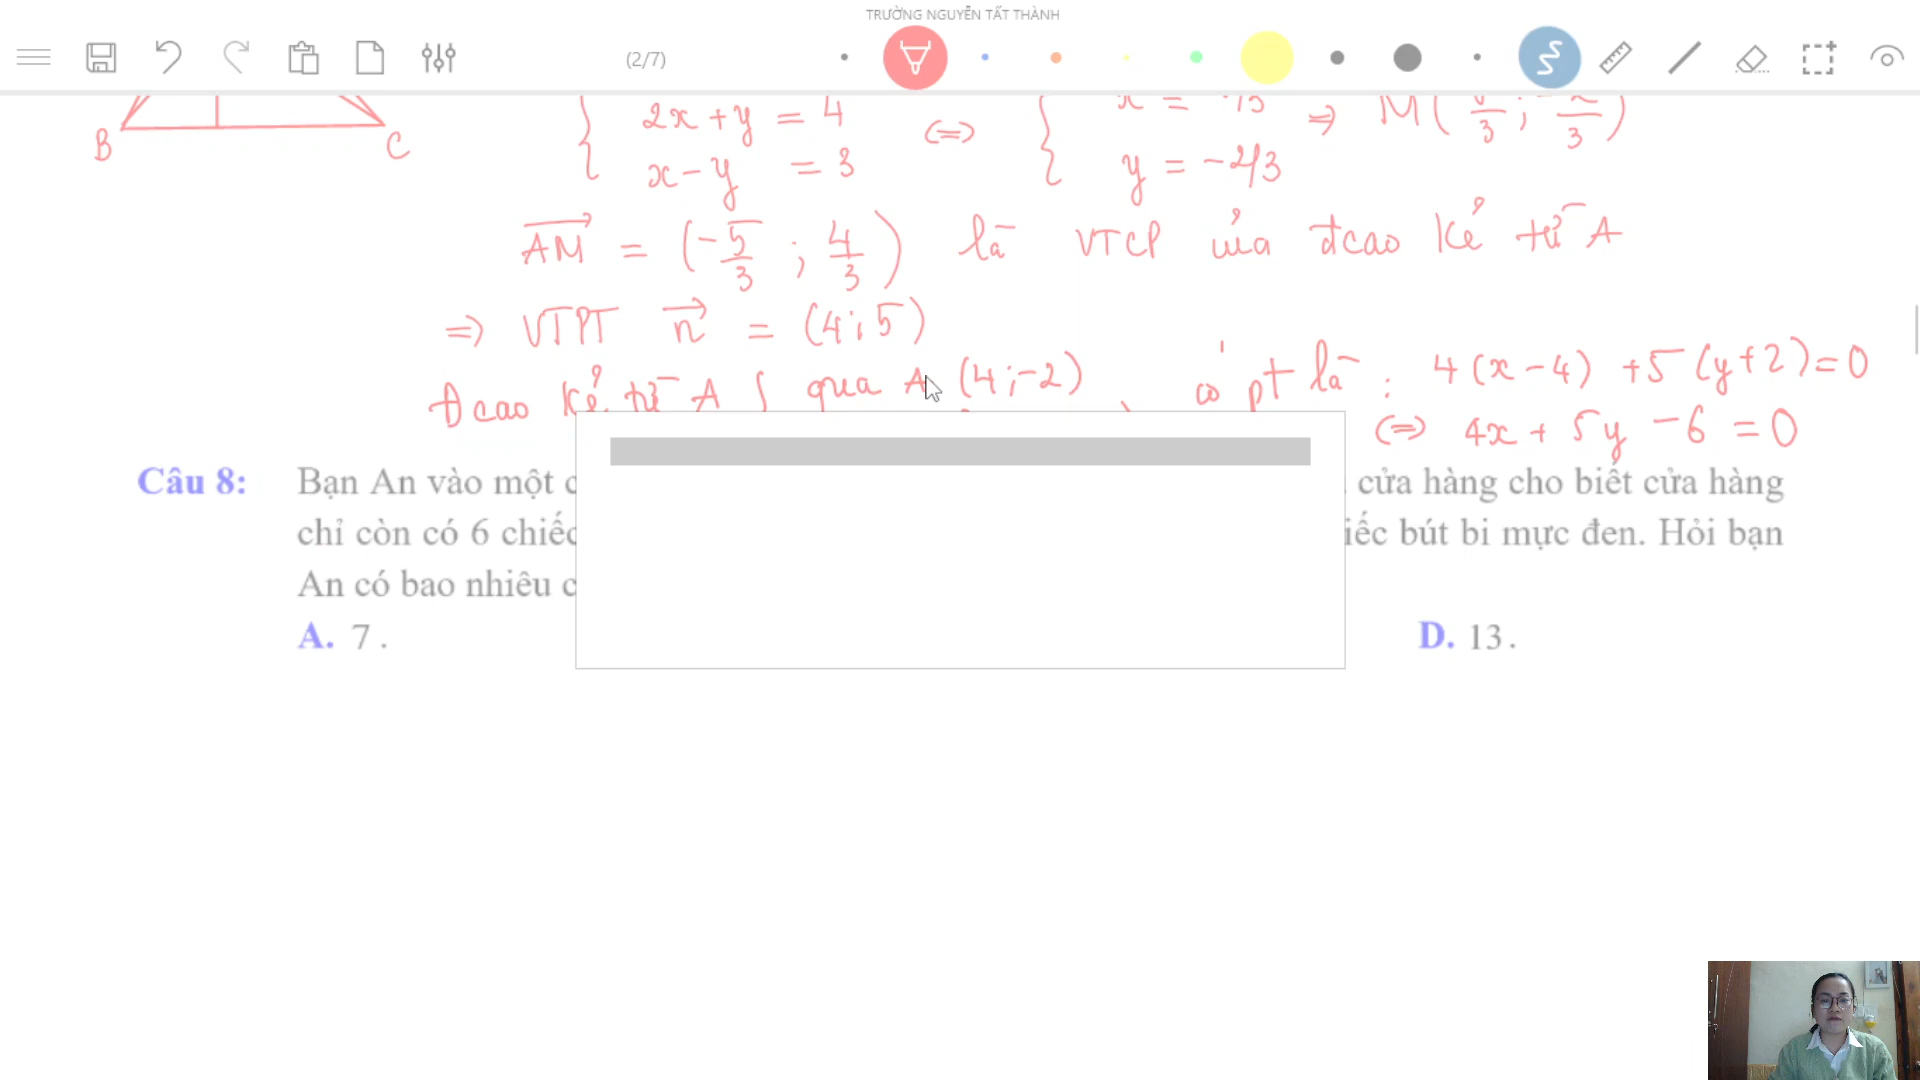 TRƯỜNG NGUYỄN TẤT THÀNH
(2/7)
B C
2x + y = 4
x - y = 3
<=>
y = -2/3
=> M(
AM = (-5/3 ; 4/3) là VTCP của đcao kẻ từ A
=> VTPT n = (4;5)
Đcao kẻ từ A { qua A (4;-2) có pt là : 4(x-4) + 5(y+2) = 0
<=> 4x + 5y - 6 = 0
Câu 8: Bạn An vào một cửa hàng cho biết cửa hàng
chỉ còn có 6 bút bi mực đen. Hỏi bạn
An có bao nhiêu
A. 7 . D. 13 .